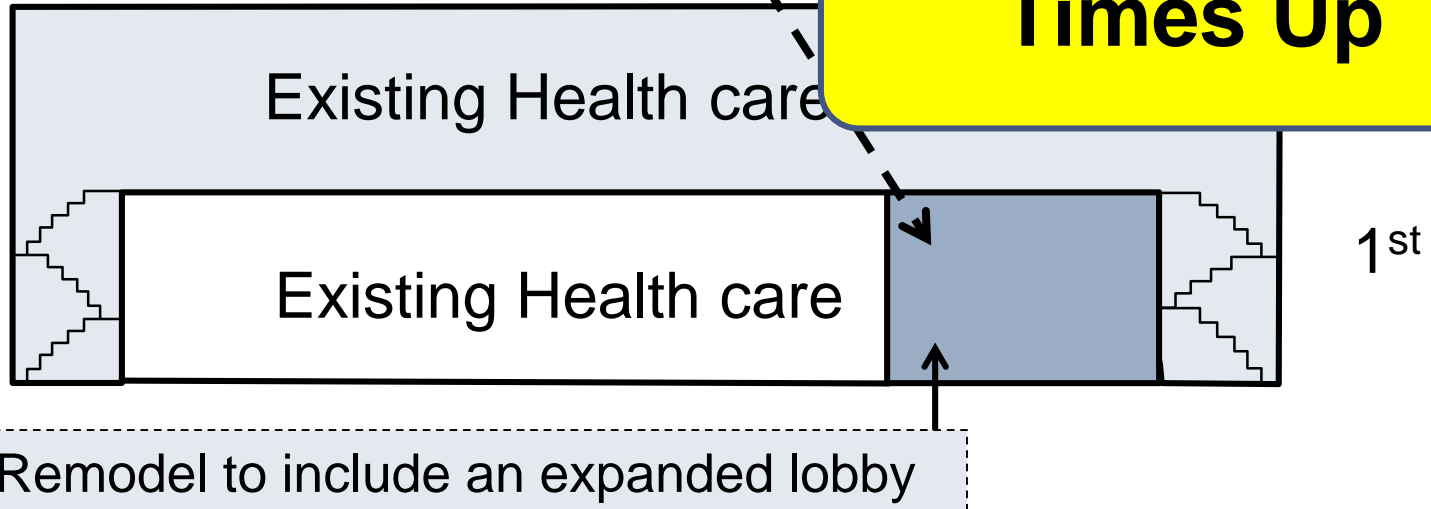 Times Up
Existing Health care
1st
Existing Health care
Remodel to include an expanded lobby